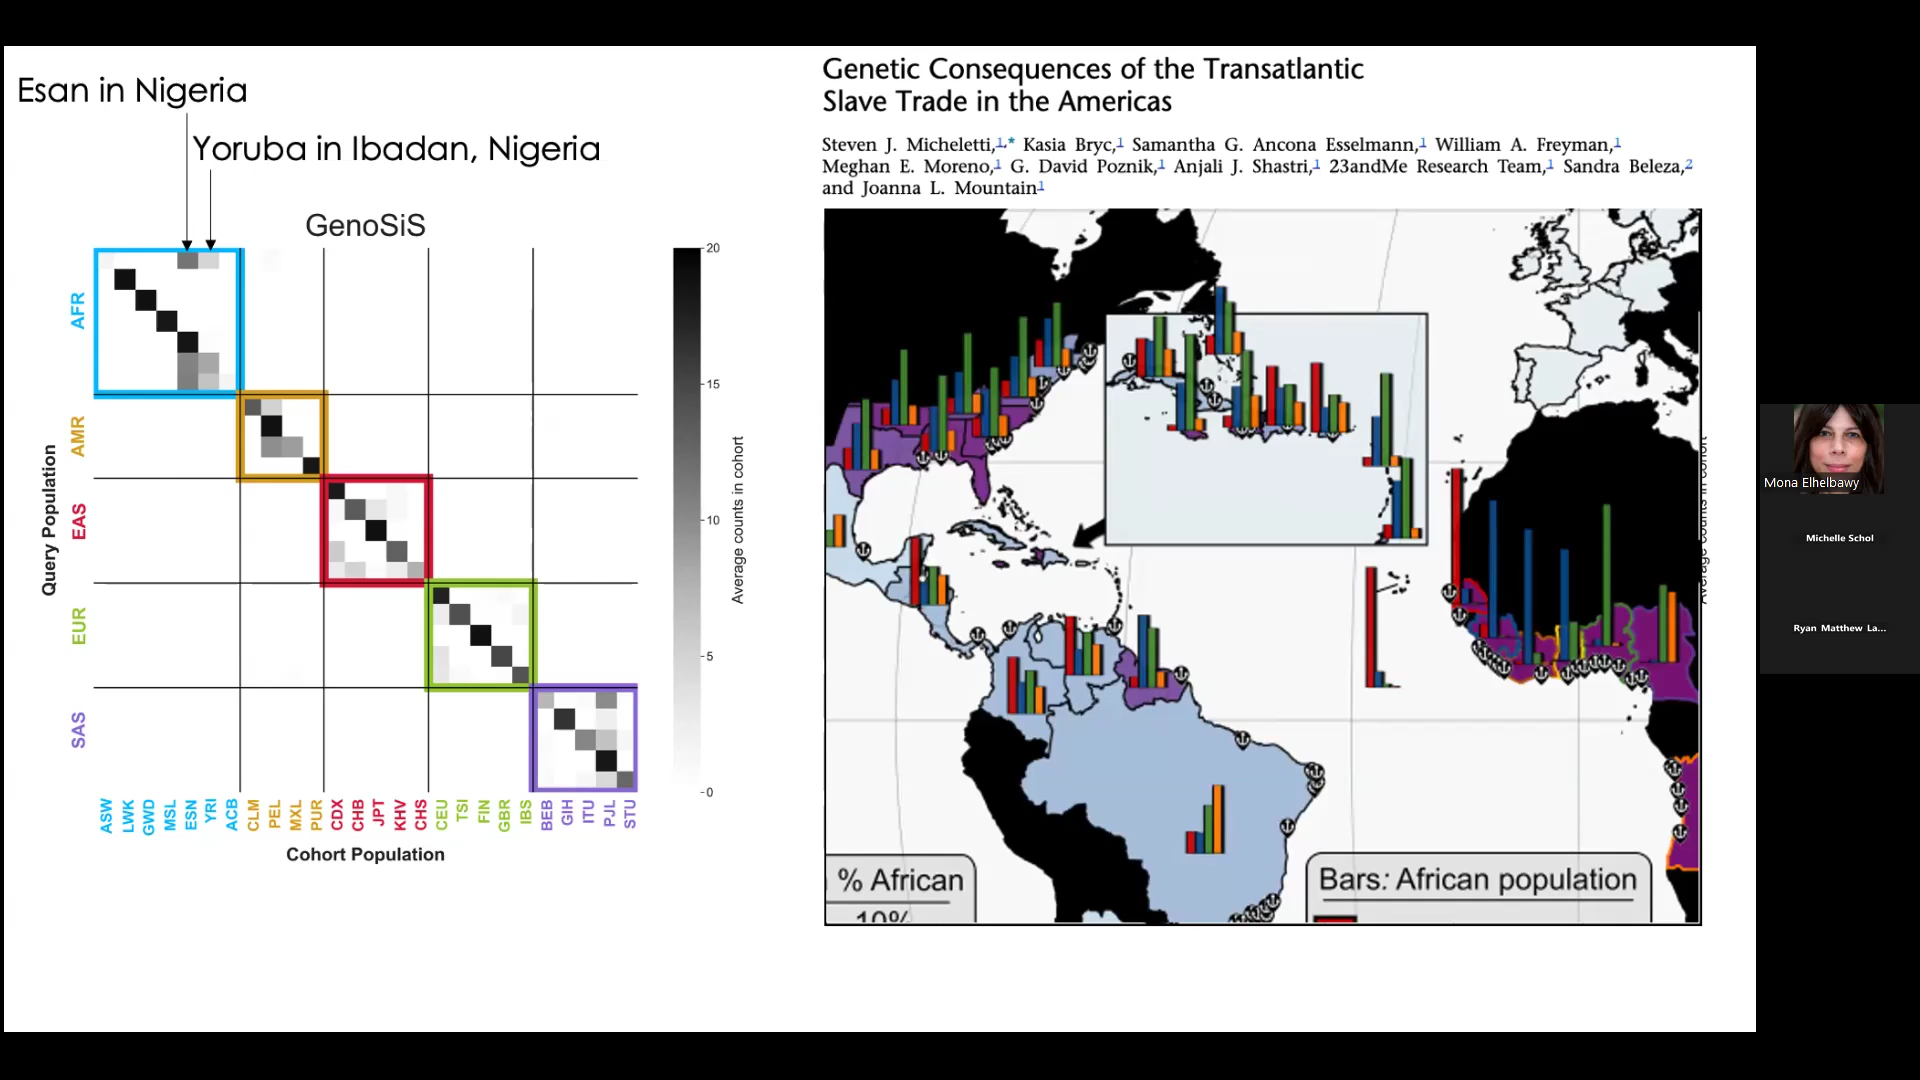 Esan in Nigeria
Yoruba in Ibadan, Nigeria
GenoSiS
AFR
AMR
EAS
EUR
SAS
Query Population
ASW LWK GWD MSL ESN YRI ACB CLM PEL MXL PUR CDX CHB JPT KHV CHS CEU TSI FIN GBR IBS BEB GIH ITU PJL STU
Cohort Population
20
15
10
5
0
Average counts in cohort
Genetic Consequences of the Transatlantic
Slave Trade in the Americas
Steven J. Micheletti,1,* Kasia Bryc,1 Samantha G. Ancona Esselmann,1 William A. Freyman,1
Meghan E. Moreno,1 G. David Poznik,1 Anjali J. Shastri,1 23andMe Research Team,1 Sandra Beleza,2
and Joanna L. Mountain1
% African
10%
Bars: African population
Mona Elhelbawy
Michelle Schol
Ryan Matthew La...